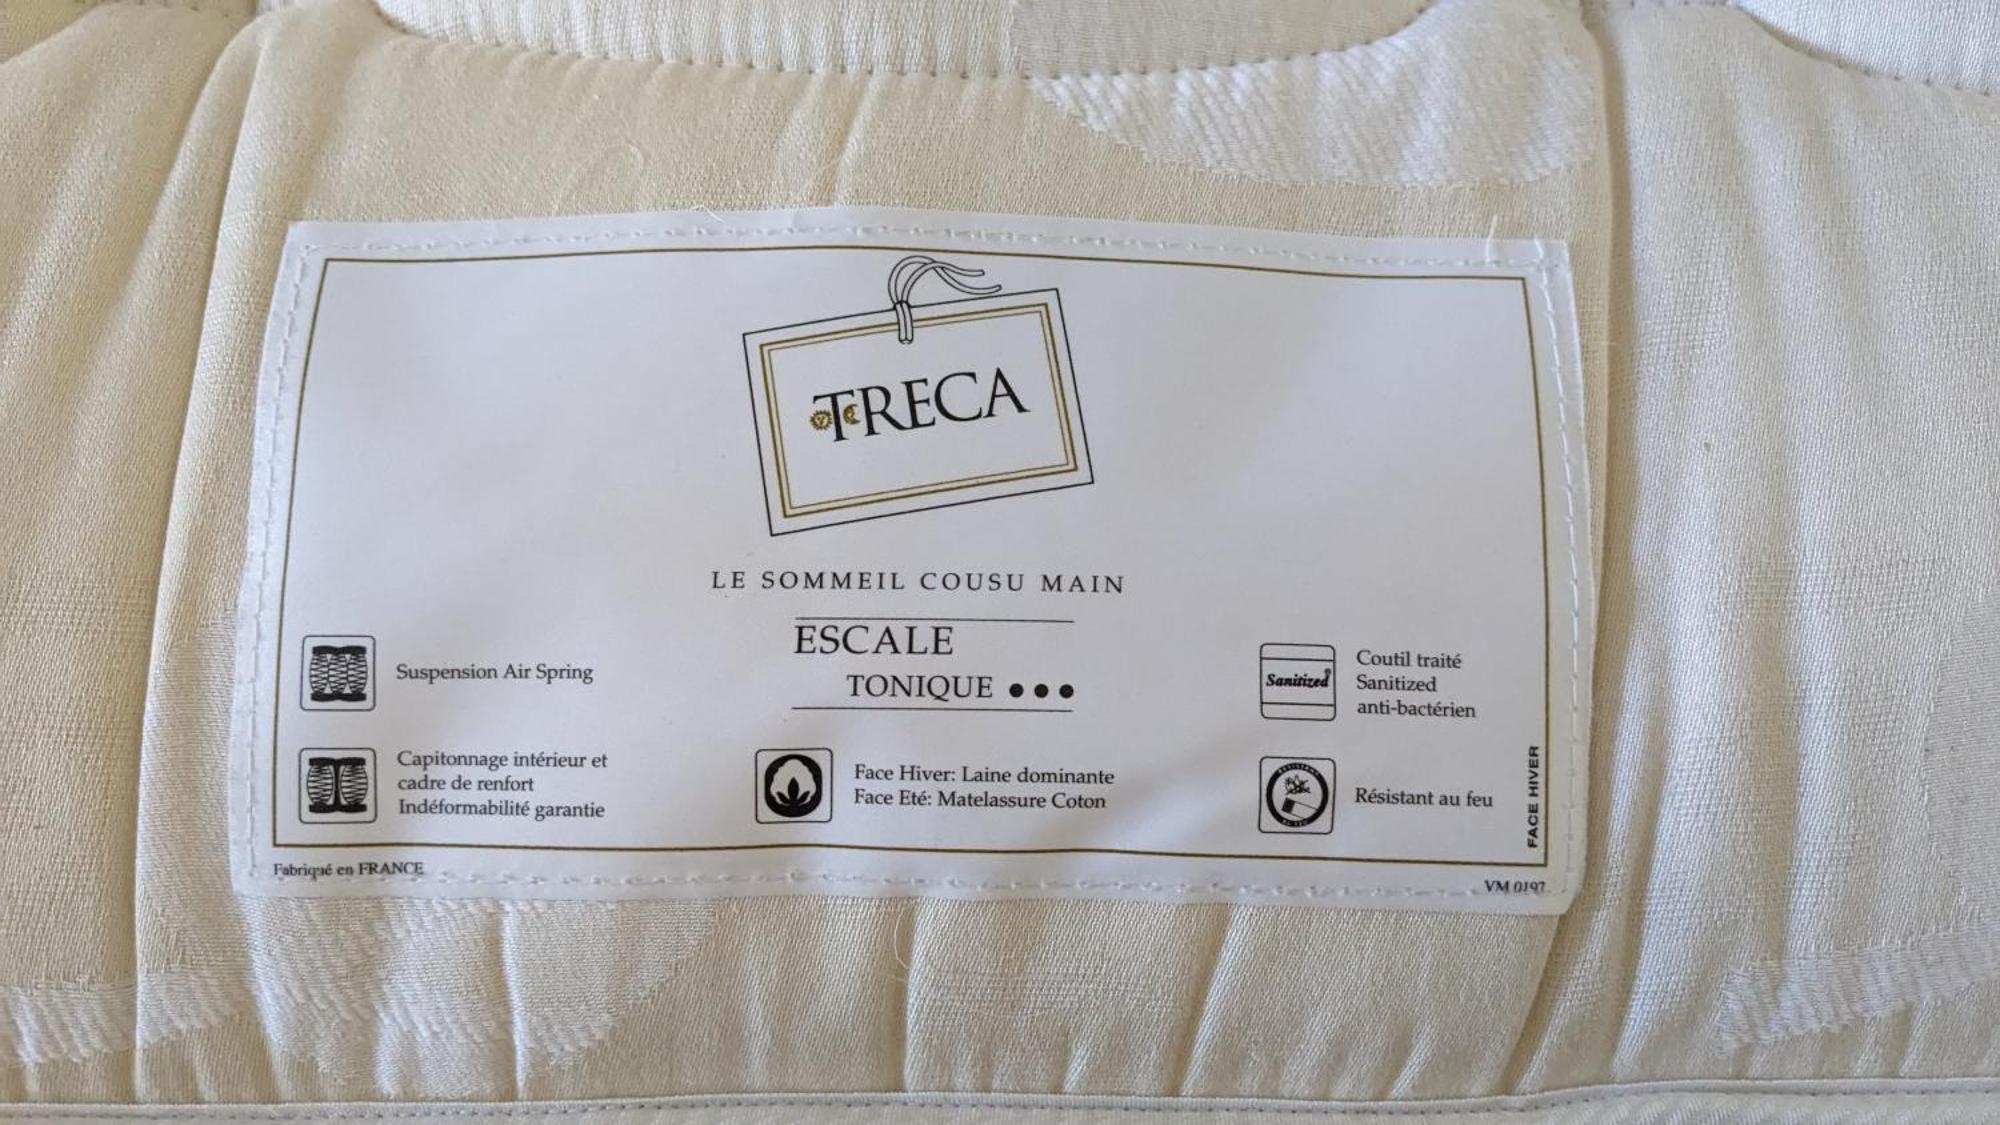 TRECA
LE SOMMEIL COUSU MAIN
ESCALE
TONIQUE ●●●
Suspension Air Spring
Capitonnage intérieur et
cadre de renfort
Indéformabilité garantie
Face Hiver: Laine dominante
Face Eté: Matelassure Coton
Sanitized
Coutil traité
Sanitized
anti-bactérien
Résistant au feu
FACE HIVER
Fabriqué en FRANCE
VM 0197